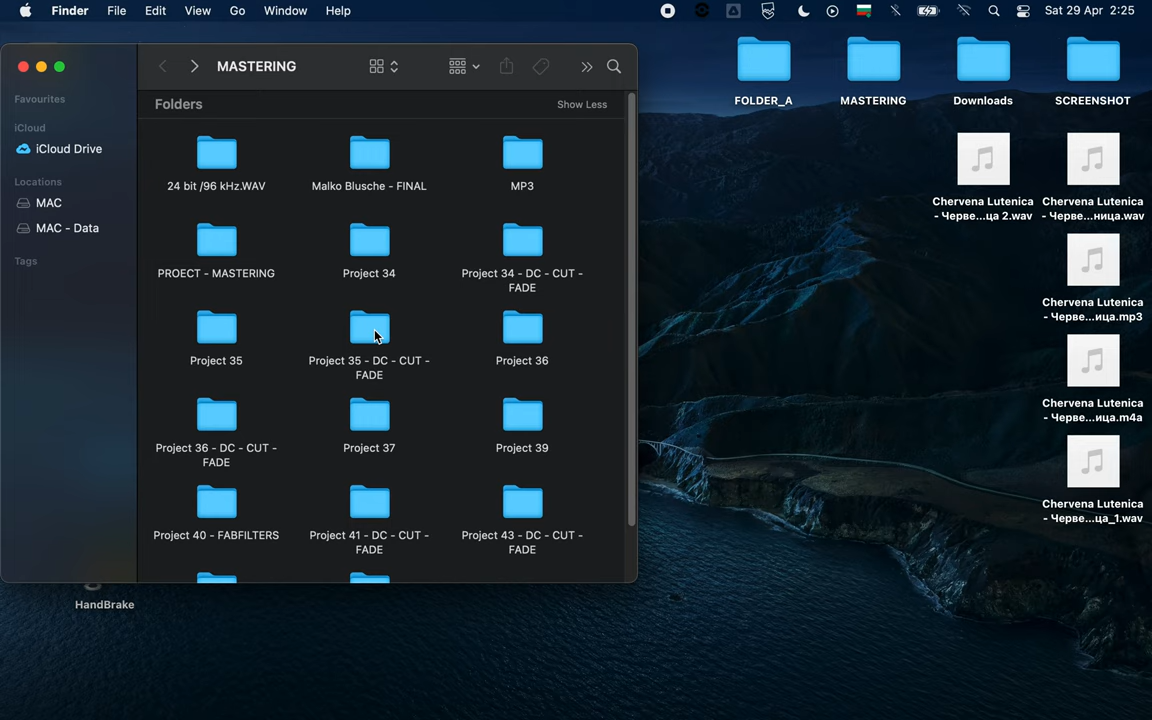 Finder File Edit View Go Window Help Sat 29 Apr 2:25
MASTERING
Favourites
iCloud
iCloud Drive
Locations
MAC
MAC - Data
Tags
Folders Show Less
24 bit /96 kHz.WAV Malko Blusche - FINAL MP3
PROECT - MASTERING Project 34 Project 34 - DC - CUT -
FADE
Project 35 Project 35 - DC - CUT - Project 36
FADE
Project 36 - DC - CUT - Project 37 Project 39
FADE
Project 40 - FABFILTERS Project 41 - DC - CUT - Project 43 - DC - CUT -
FADE FADE
FOLDER_A MASTERING Downloads SCREENSHOT
Chervena Lutenica Chervena Lutenica
- Черве...ца 2.wav - Черве...ница.wav
Chervena Lutenica
- Черве...ица.mp3
Chervena Lutenica
- Черве...ица.m4a
Chervena Lutenica
- Черве...ца_1.wav
HandBrake